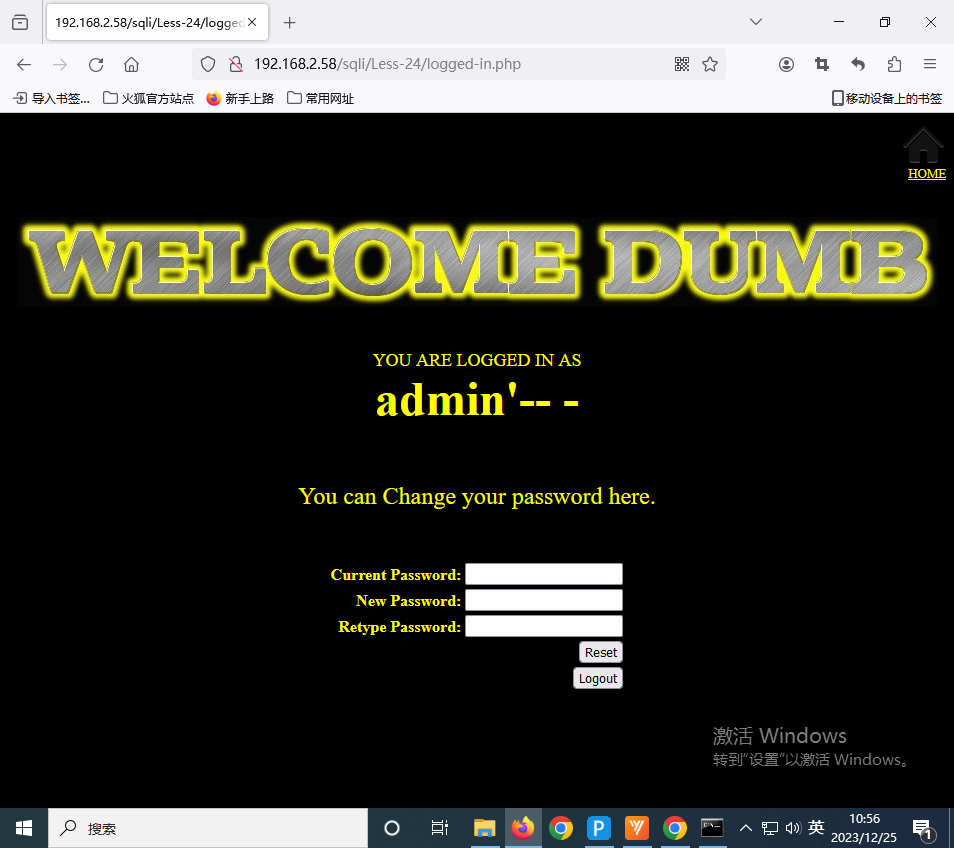 192.168.2.58/sqli/Less-24/logged
192.168.2.58/sqli/Less-24/logged-in.php
导入书签... 火狐官方站点 新手上路 常用网址 移动设备上的书签
HOME
WELCOME DUMB
YOU ARE LOGGED IN AS
admin'-- -
You can Change your password here.
Current Password:
New Password:
Retype Password:
Reset
Logout
激活 Windows
转到"设置"以激活 Windows。
搜索 英 10:56
2023/12/25 1